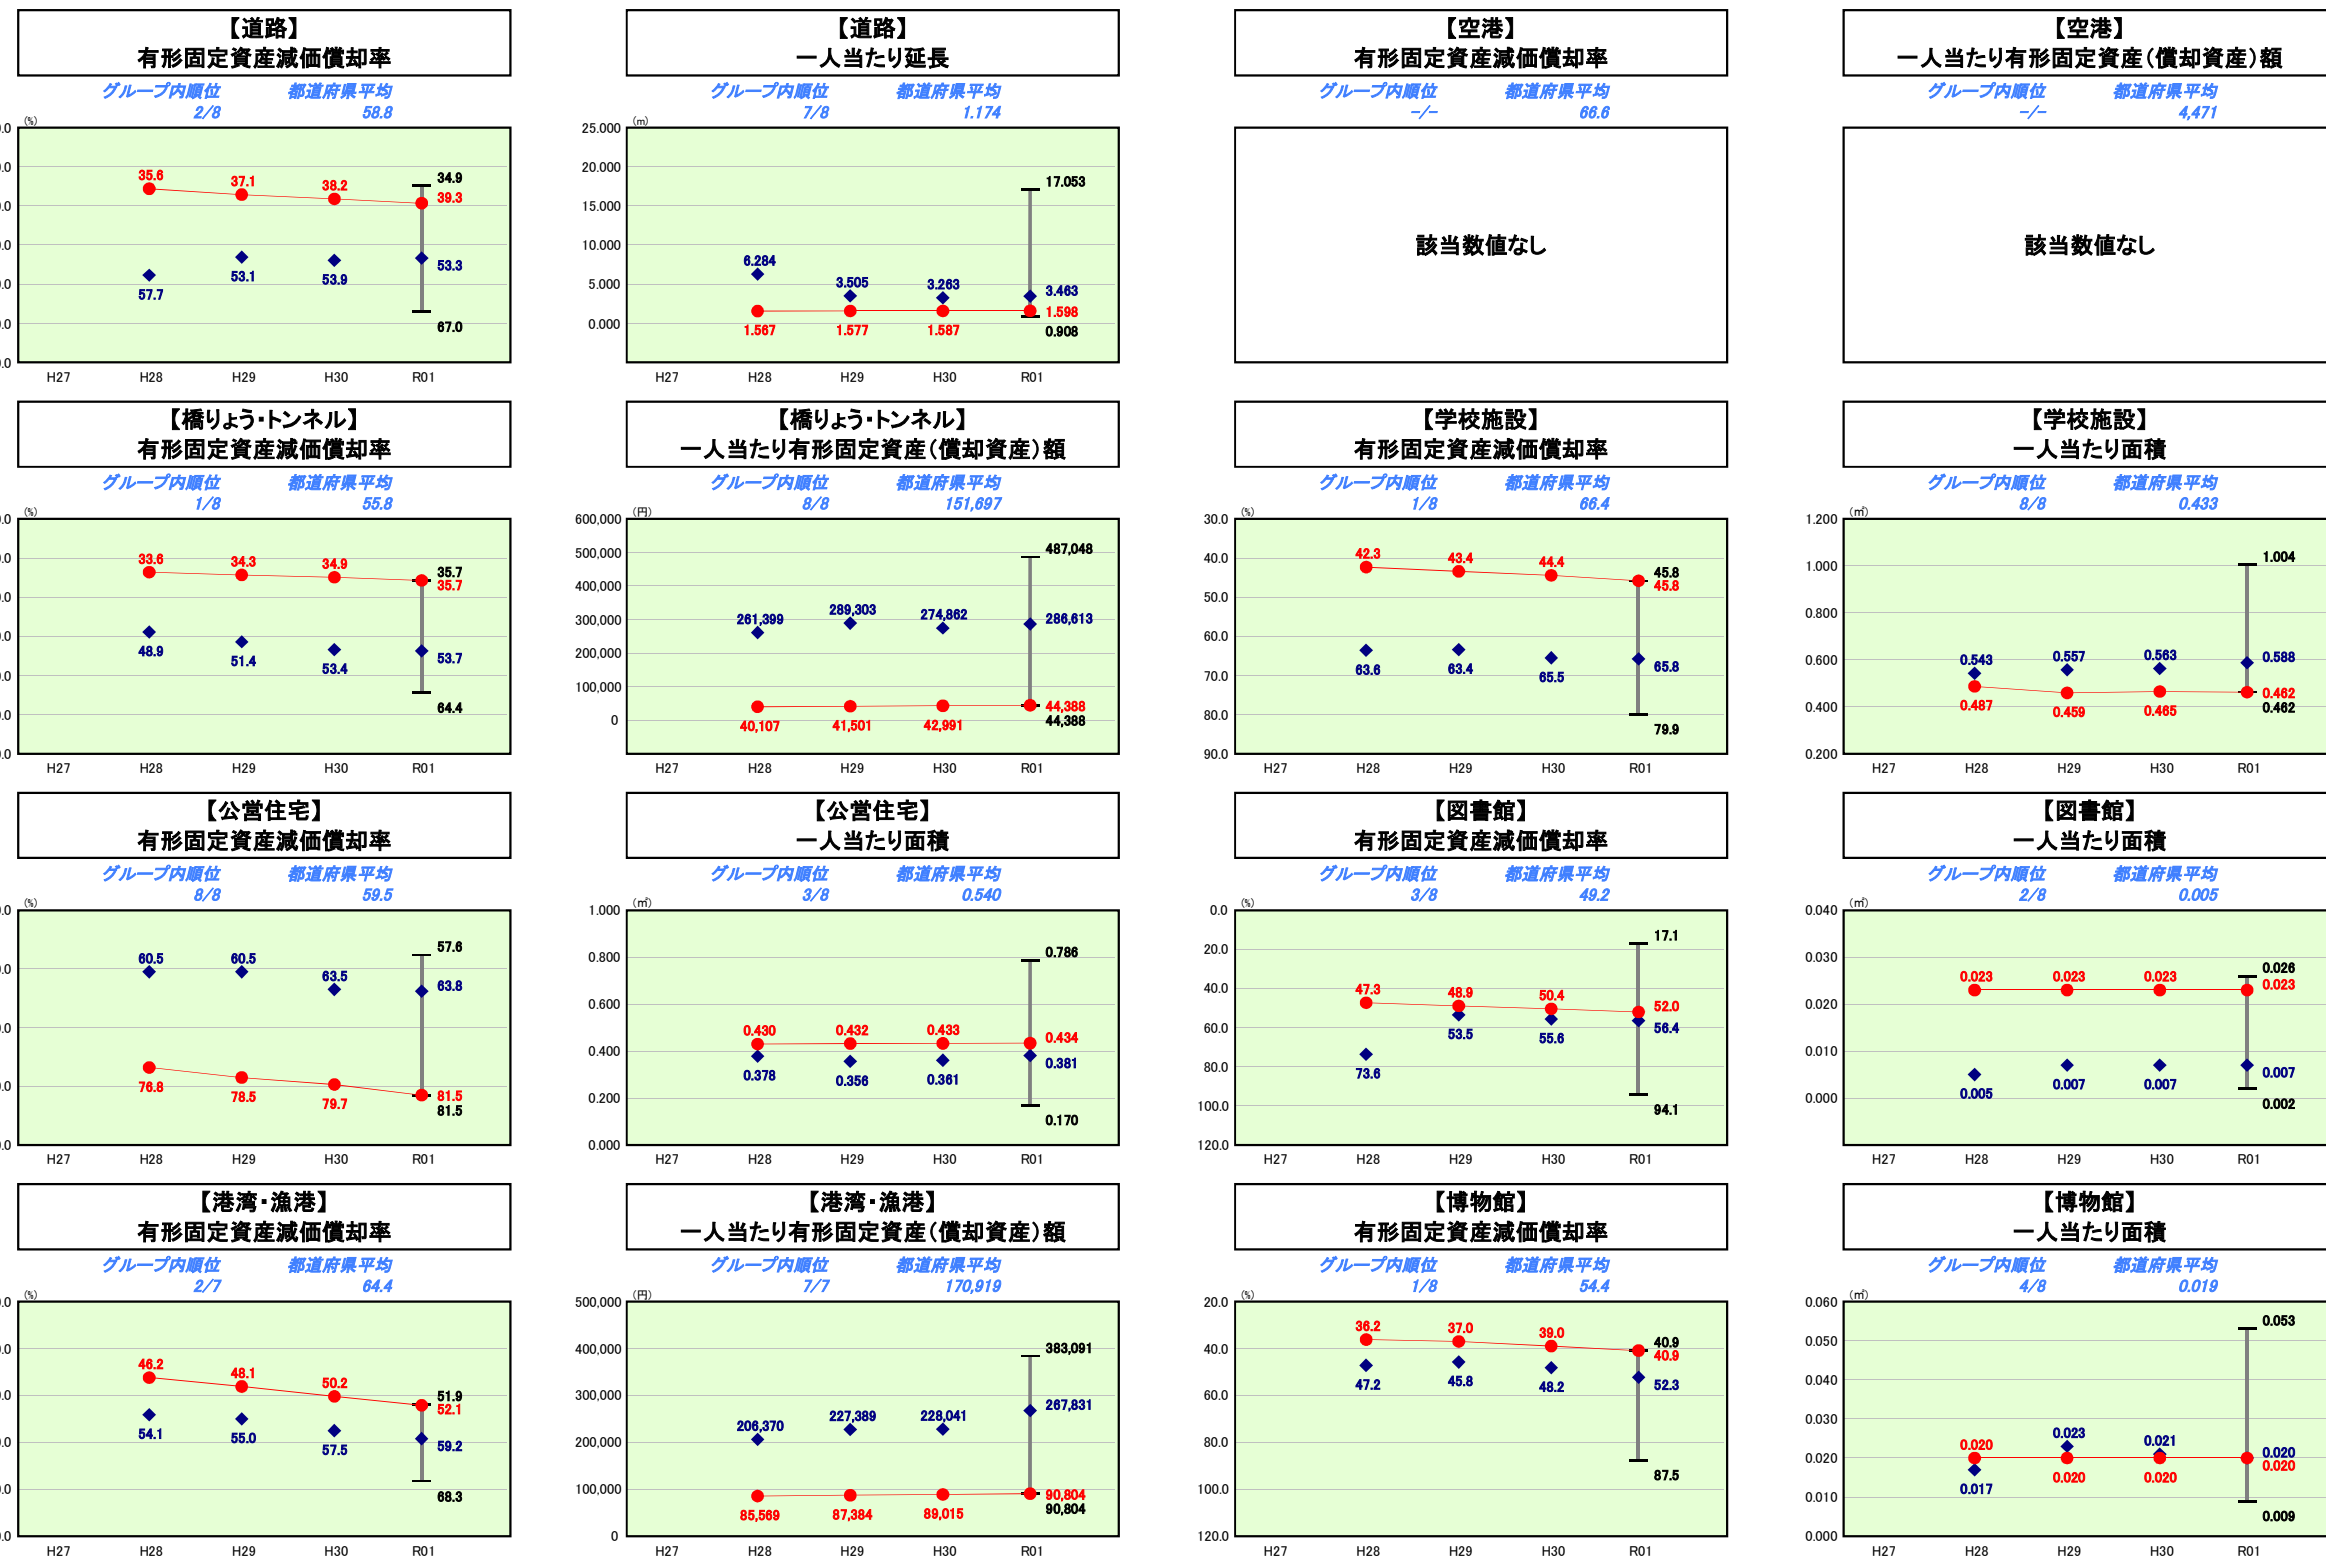 【道路】
有形固定資産減価償却率
グループ内順位 都道府県平均
2/8 58.8
(%)
35.6 37.1 38.2 34.9
39.3
57.7 53.1 53.9 53.3
67.0
H27 H28 H29 H30 R01
【道路】
一人当たり延長
グループ内順位 都道府県平均
7/8 1.174
(m)
25.000
20.000
15.000
10.000
5.000
0.000
17.053
6.284 3.505 3.263 3.463
1.567 1.577 1.587 1.598
0.908
H27 H28 H29 H30 R01
【空港】
有形固定資産減価償却率
グループ内順位 都道府県平均
-/- 66.6
該当数値なし
【空港】
一人当たり有形固定資産(償却資産)額
グループ内順位 都道府県平均
-/- 4,471
該当数値なし
【橋りょう・トンネル】
有形固定資産減価償却率
グループ内順位 都道府県平均
1/8 55.8
(%)
33.6 34.3 34.9 35.7
35.7
48.9 51.4 53.4 53.7
64.4
H27 H28 H29 H30 R01
【橋りょう・トンネル】
一人当たり有形固定資産(償却資産)額
グループ内順位 都道府県平均
8/8 151,697
(円)
600,000
500,000
400,000
300,000
200,000
100,000
0
487,048
261,399 289,303 274,862 286,613
40,107 41,501 42,991 44,388
44,388
H27 H28 H29 H30 R01
【学校施設】
有形固定資産減価償却率
グループ内順位 都道府県平均
1/8 66.4
(%)
30.0
40.0
50.0
60.0
70.0
80.0
90.0
42.3 43.4 44.4 45.8
45.8
63.6 63.4 65.5 65.8
79.9
H27 H28 H29 H30 R01
【学校施設】
一人当たり面積
グループ内順位 都道府県平均
8/8 0.433
(㎡)
1.200
1.000
0.800
0.600
0.400
0.200
1.004
0.543 0.557 0.563 0.588
0.487 0.459 0.465 0.462
0.462
H27 H28 H29 H30 R01
【公営住宅】
有形固定資産減価償却率
グループ内順位 都道府県平均
8/8 59.5
(%)
57.6
60.5 60.5 63.5 63.8
76.8 78.5 79.7 81.5
81.5
H27 H28 H29 H30 R01
【公営住宅】
一人当たり面積
グループ内順位 都道府県平均
3/8 0.540
(㎡)
1.000
0.800
0.600
0.400
0.200
0.000
0.786
0.430 0.432 0.433 0.434
0.378 0.356 0.361 0.381
0.170
H27 H28 H29 H30 R01
【図書館】
有形固定資産減価償却率
グループ内順位 都道府県平均
3/8 49.2
(%)
0.0
20.0
40.0
60.0
80.0
100.0
120.0
17.1
47.3 48.9 50.4 52.0
73.6 53.5 55.6 56.4
94.1
H27 H28 H29 H30 R01
【図書館】
一人当たり面積
グループ内順位 都道府県平均
2/8 0.005
(㎡)
0.040
0.030
0.020
0.010
0.000
0.026
0.023 0.023 0.023 0.023
0.005 0.007 0.007 0.007
0.002
H27 H28 H29 H30 R01
【港湾・漁港】
有形固定資産減価償却率
グループ内順位 都道府県平均
2/7 64.4
(%)
46.2 48.1 50.2 51.9
52.1
54.1 55.0 57.5 59.2
68.3
H27 H28 H29 H30 R01
【港湾・漁港】
一人当たり有形固定資産(償却資産)額
グループ内順位 都道府県平均
7/7 170,919
(円)
500,000
400,000
300,000
200,000
100,000
0
383,091
206,370 227,389 228,041 267,831
85,569 87,384 89,015 90,804
90,804
H27 H28 H29 H30 R01
【博物館】
有形固定資産減価償却率
グループ内順位 都道府県平均
1/8 54.4
(%)
20.0
40.0
60.0
80.0
100.0
120.0
36.2 37.0 39.0 40.9
40.9
47.2 45.8 48.2 52.3
87.5
H27 H28 H29 H30 R01
【博物館】
一人当たり面積
グループ内順位 都道府県平均
4/8 0.019
(㎡)
0.060
0.050
0.040
0.030
0.020
0.010
0.000
0.053
0.020 0.023 0.021 0.020
0.017 0.020 0.020 0.020
0.009
H27 H28 H29 H30 R01